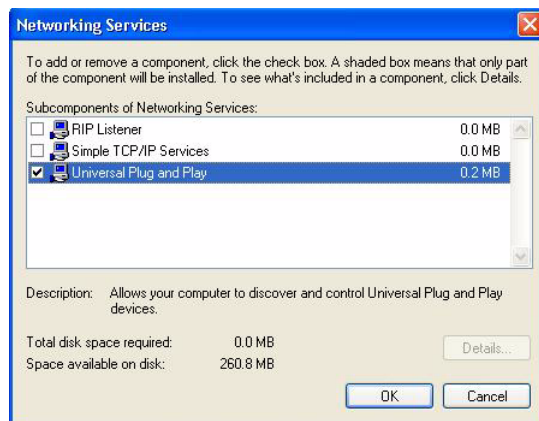 Networking Services
To add or remove a component, click the check box. A shaded box means that only part
of the component will be installed. To see what's included in a component, click Details.
Subcomponents of Networking Services:
RIP Listener 0.0 MB
Simple TCP/IP Services 0.0 MB
Universal Plug and Play 0.2 MB
Description: Allows your computer to discover and control Universal Plug and Play
devices.
Total disk space required: 0.0 MB
Details...
Space available on disk: 260.8 MB
OK Cancel